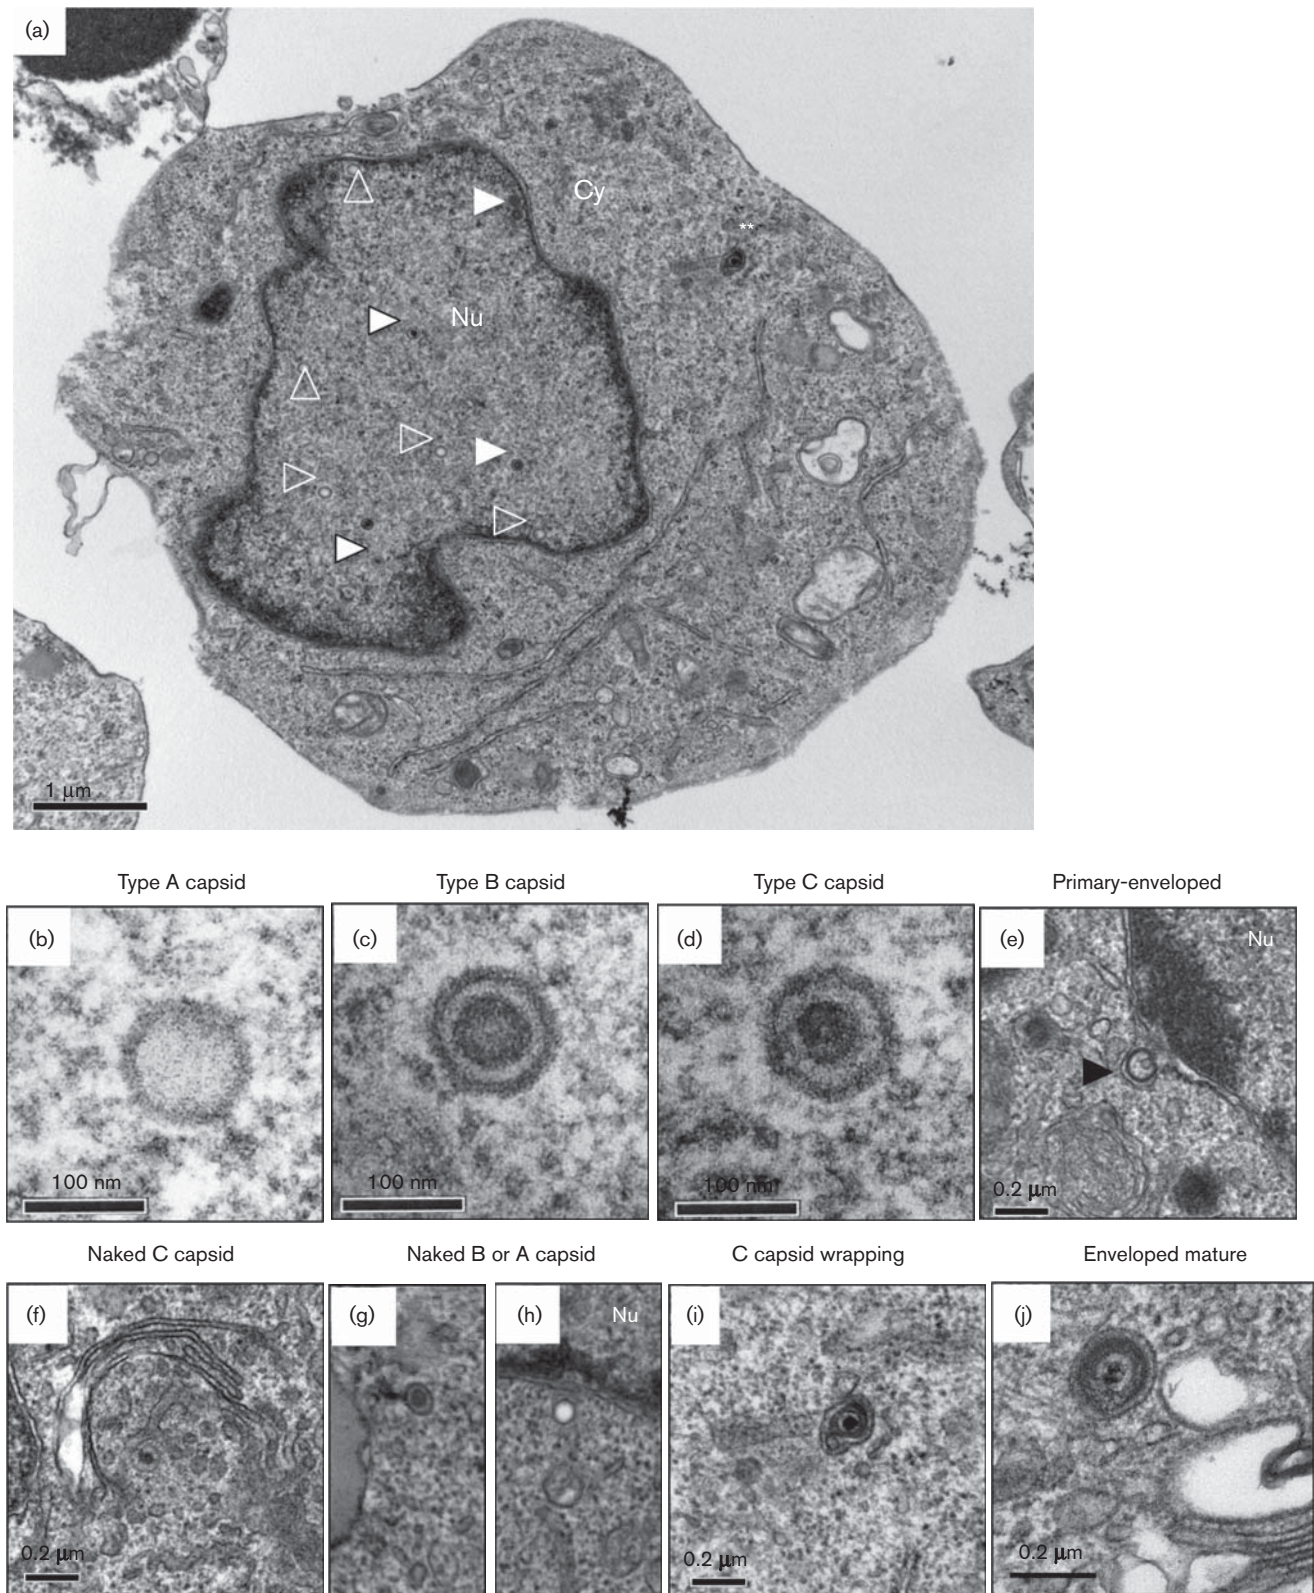 (a)
Cy
**
Nu
1 μm
Type A capsid
Type B capsid
Type C capsid
Primary-enveloped
(b)
(c)
(d)
(e)
Nu
100 nm
100 nm
100 nm
0.2 μm
Naked C capsid
Naked B or A capsid
C capsid wrapping
Enveloped mature
(f)
(g)
(h)
Nu
(i)
(j)
0.2 μm
0.2 μm
0.2 μm